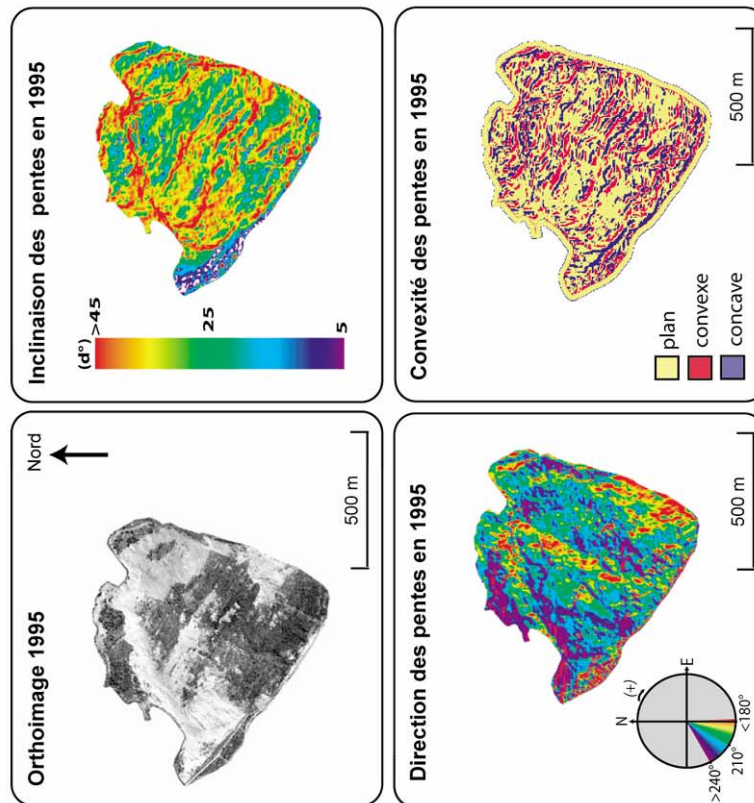 Orthoimage 1995
Nord
500 m
Inclinaison des pentes en 1995
(d°)
>45
25
5
Direction des pentes en 1995
N
(+)
E
>240°
210°
<180°
500 m
Convexité des pentes en 1995
plan
convexe
concave
500 m